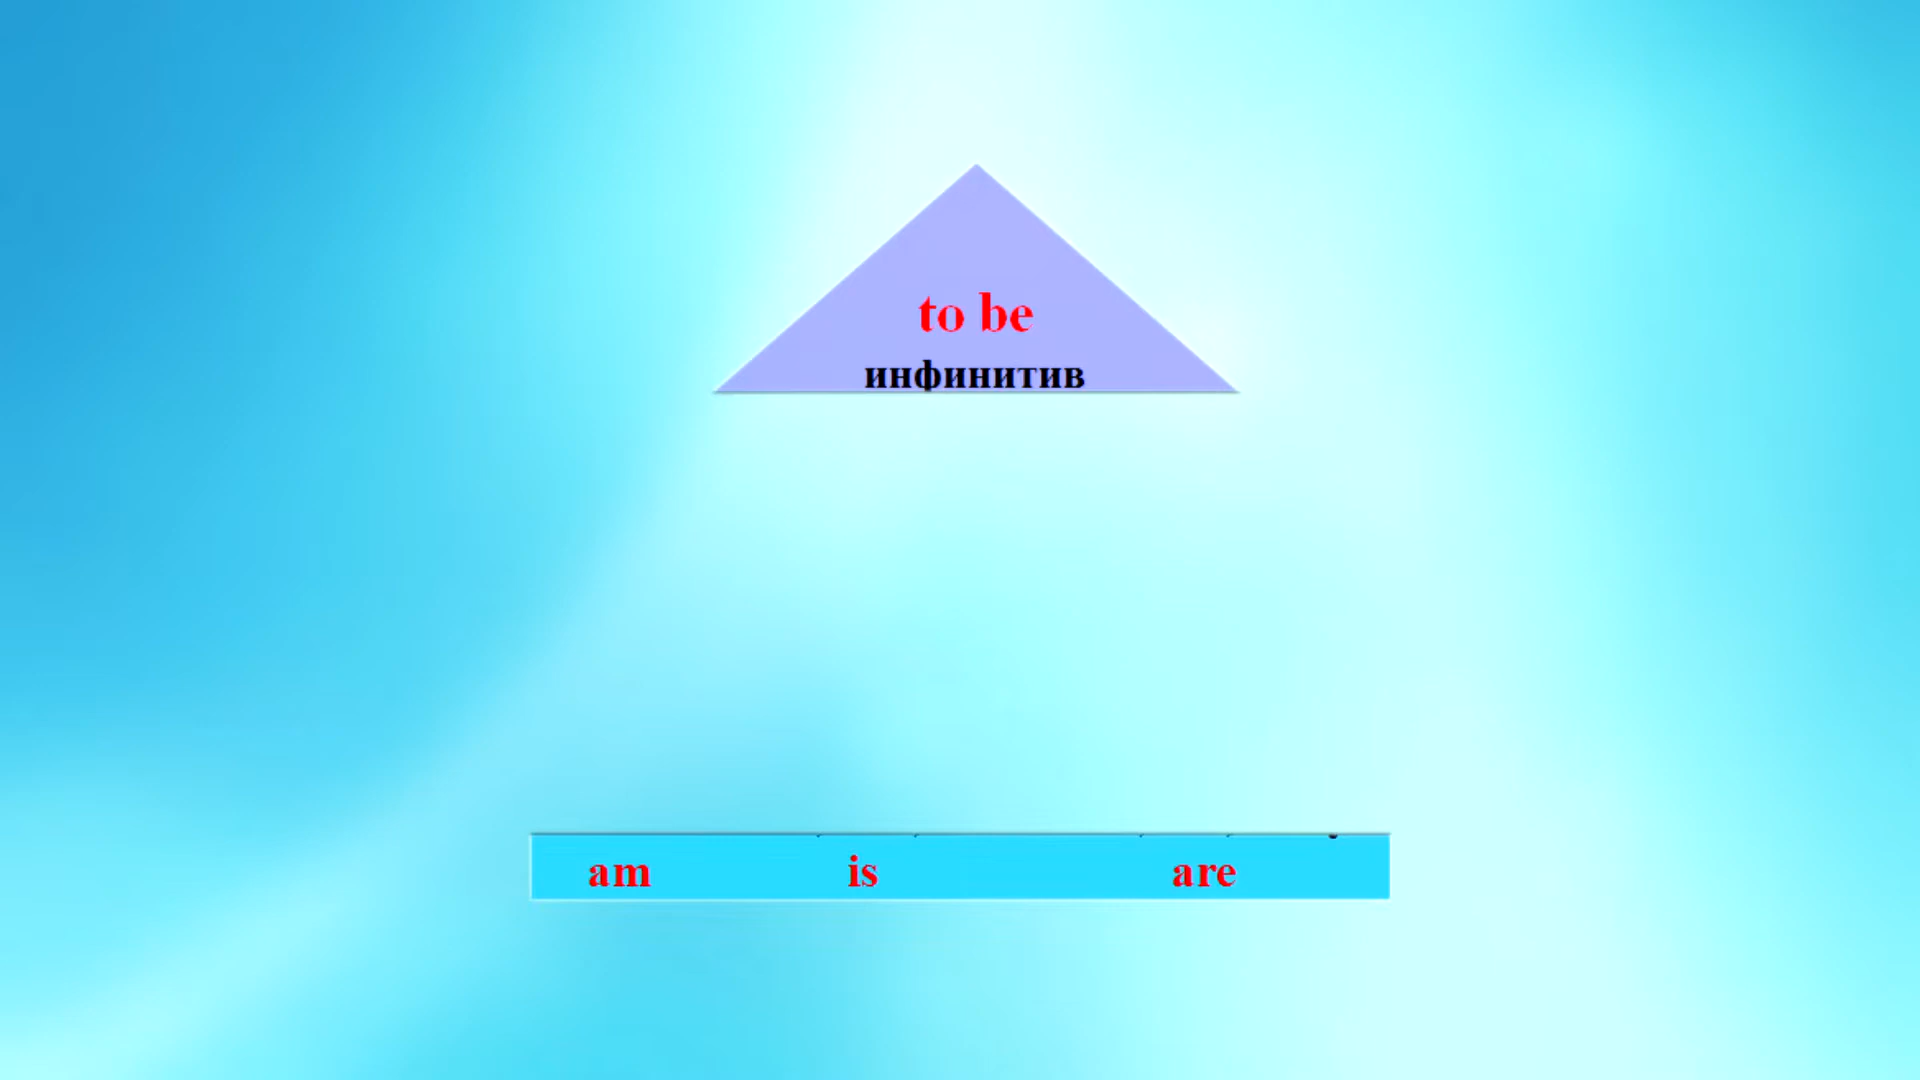 to be
инфинитив
am is are